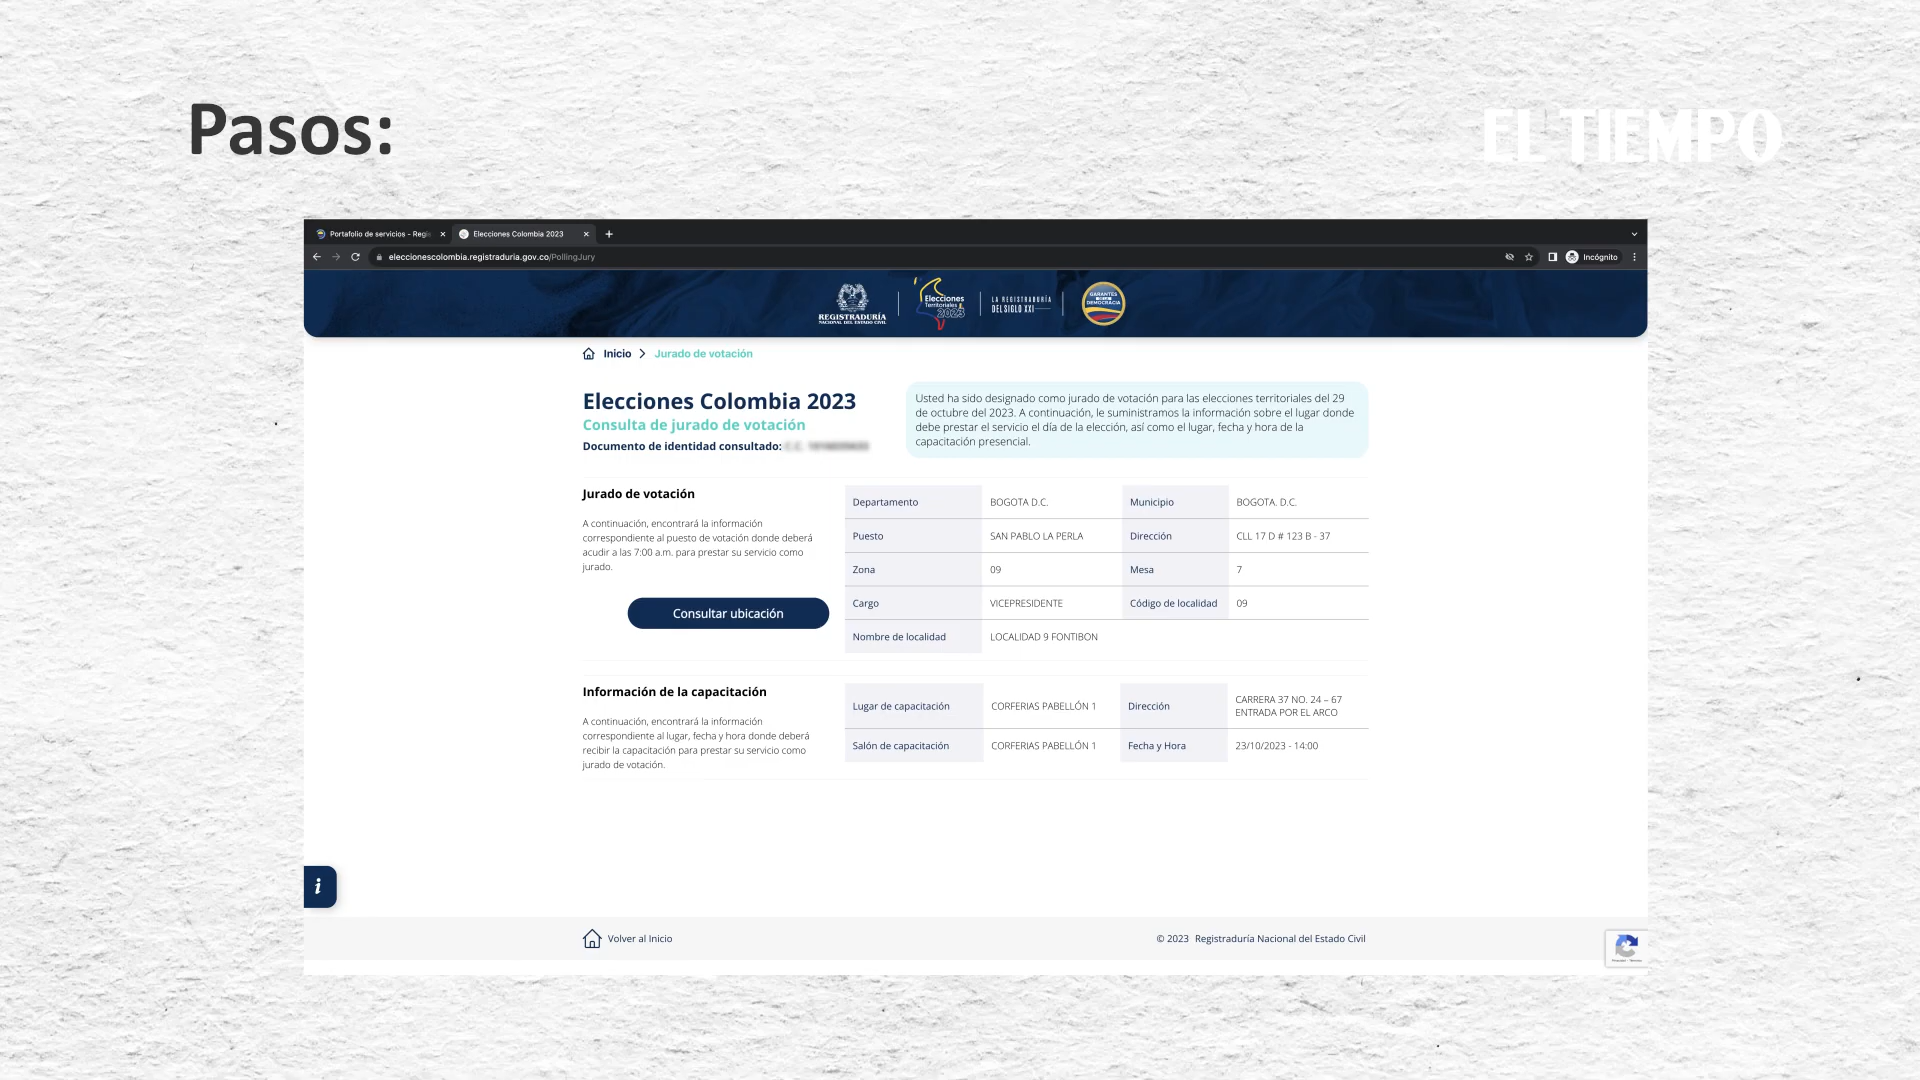 Pasos:
EL TIEMPO
Portafolio de servicios - Regis
Elecciones Colombia 2023
eleccionescolombia.registraduria.gov.co/PollingJury
Incógnito
REGISTRADURÍA
NACIONAL DEL ESTADO CIVIL
Elecciones
Territoriales
2023
LA REGISTRADURÍA
DEL SIGLO XXI
GARANTES
DEMOCRACIA
Inicio > Jurado de votación
Elecciones Colombia 2023
Consulta de jurado de votación
Documento de identidad consultado:
Usted ha sido designado como jurado de votación para las elecciones territoriales del 29
de octubre del 2023. A continuación, le suministramos la información sobre el lugar donde
debe prestar el servicio el día de la elección, así como el lugar, fecha y hora de la
capacitación presencial.
Jurado de votación
A continuación, encontrará la información
correspondiente al puesto de votación donde deberá
acudir a las 7:00 a.m. para prestar su servicio como
jurado.
Consultar ubicación
Departamento BOGOTA D.C. Municipio BOGOTA. D.C.
Puesto SAN PABLO LA PERLA Dirección CLL 17 D # 123 B - 37
Zona 09 Mesa 7
Cargo VICEPRESIDENTE Código de localidad 09
Nombre de localidad LOCALIDAD 9 FONTIBON
Información de la capacitación
A continuación, encontrará la información
correspondiente al lugar, fecha y hora donde deberá
recibir la capacitación para prestar su servicio como
jurado de votación.
Lugar de capacitación CORFERIAS PABELLÓN 1 Dirección CARRERA 37 NO. 24 – 67
ENTRADA POR EL ARCO
Salón de capacitación CORFERIAS PABELLÓN 1 Fecha y Hora 23/10/2023 - 14:00
i
Volver al Inicio
© 2023 Registraduría Nacional del Estado Civil